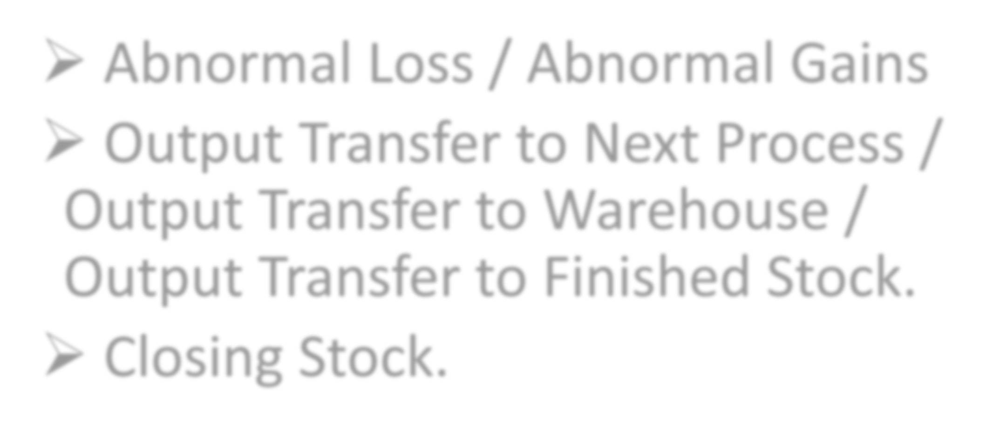 ➢ Abnormal Loss / Abnormal Gains
➢ Output Transfer to Next Process /
Output Transfer to Warehouse /
Output Transfer to Finished Stock.
➢ Closing Stock.